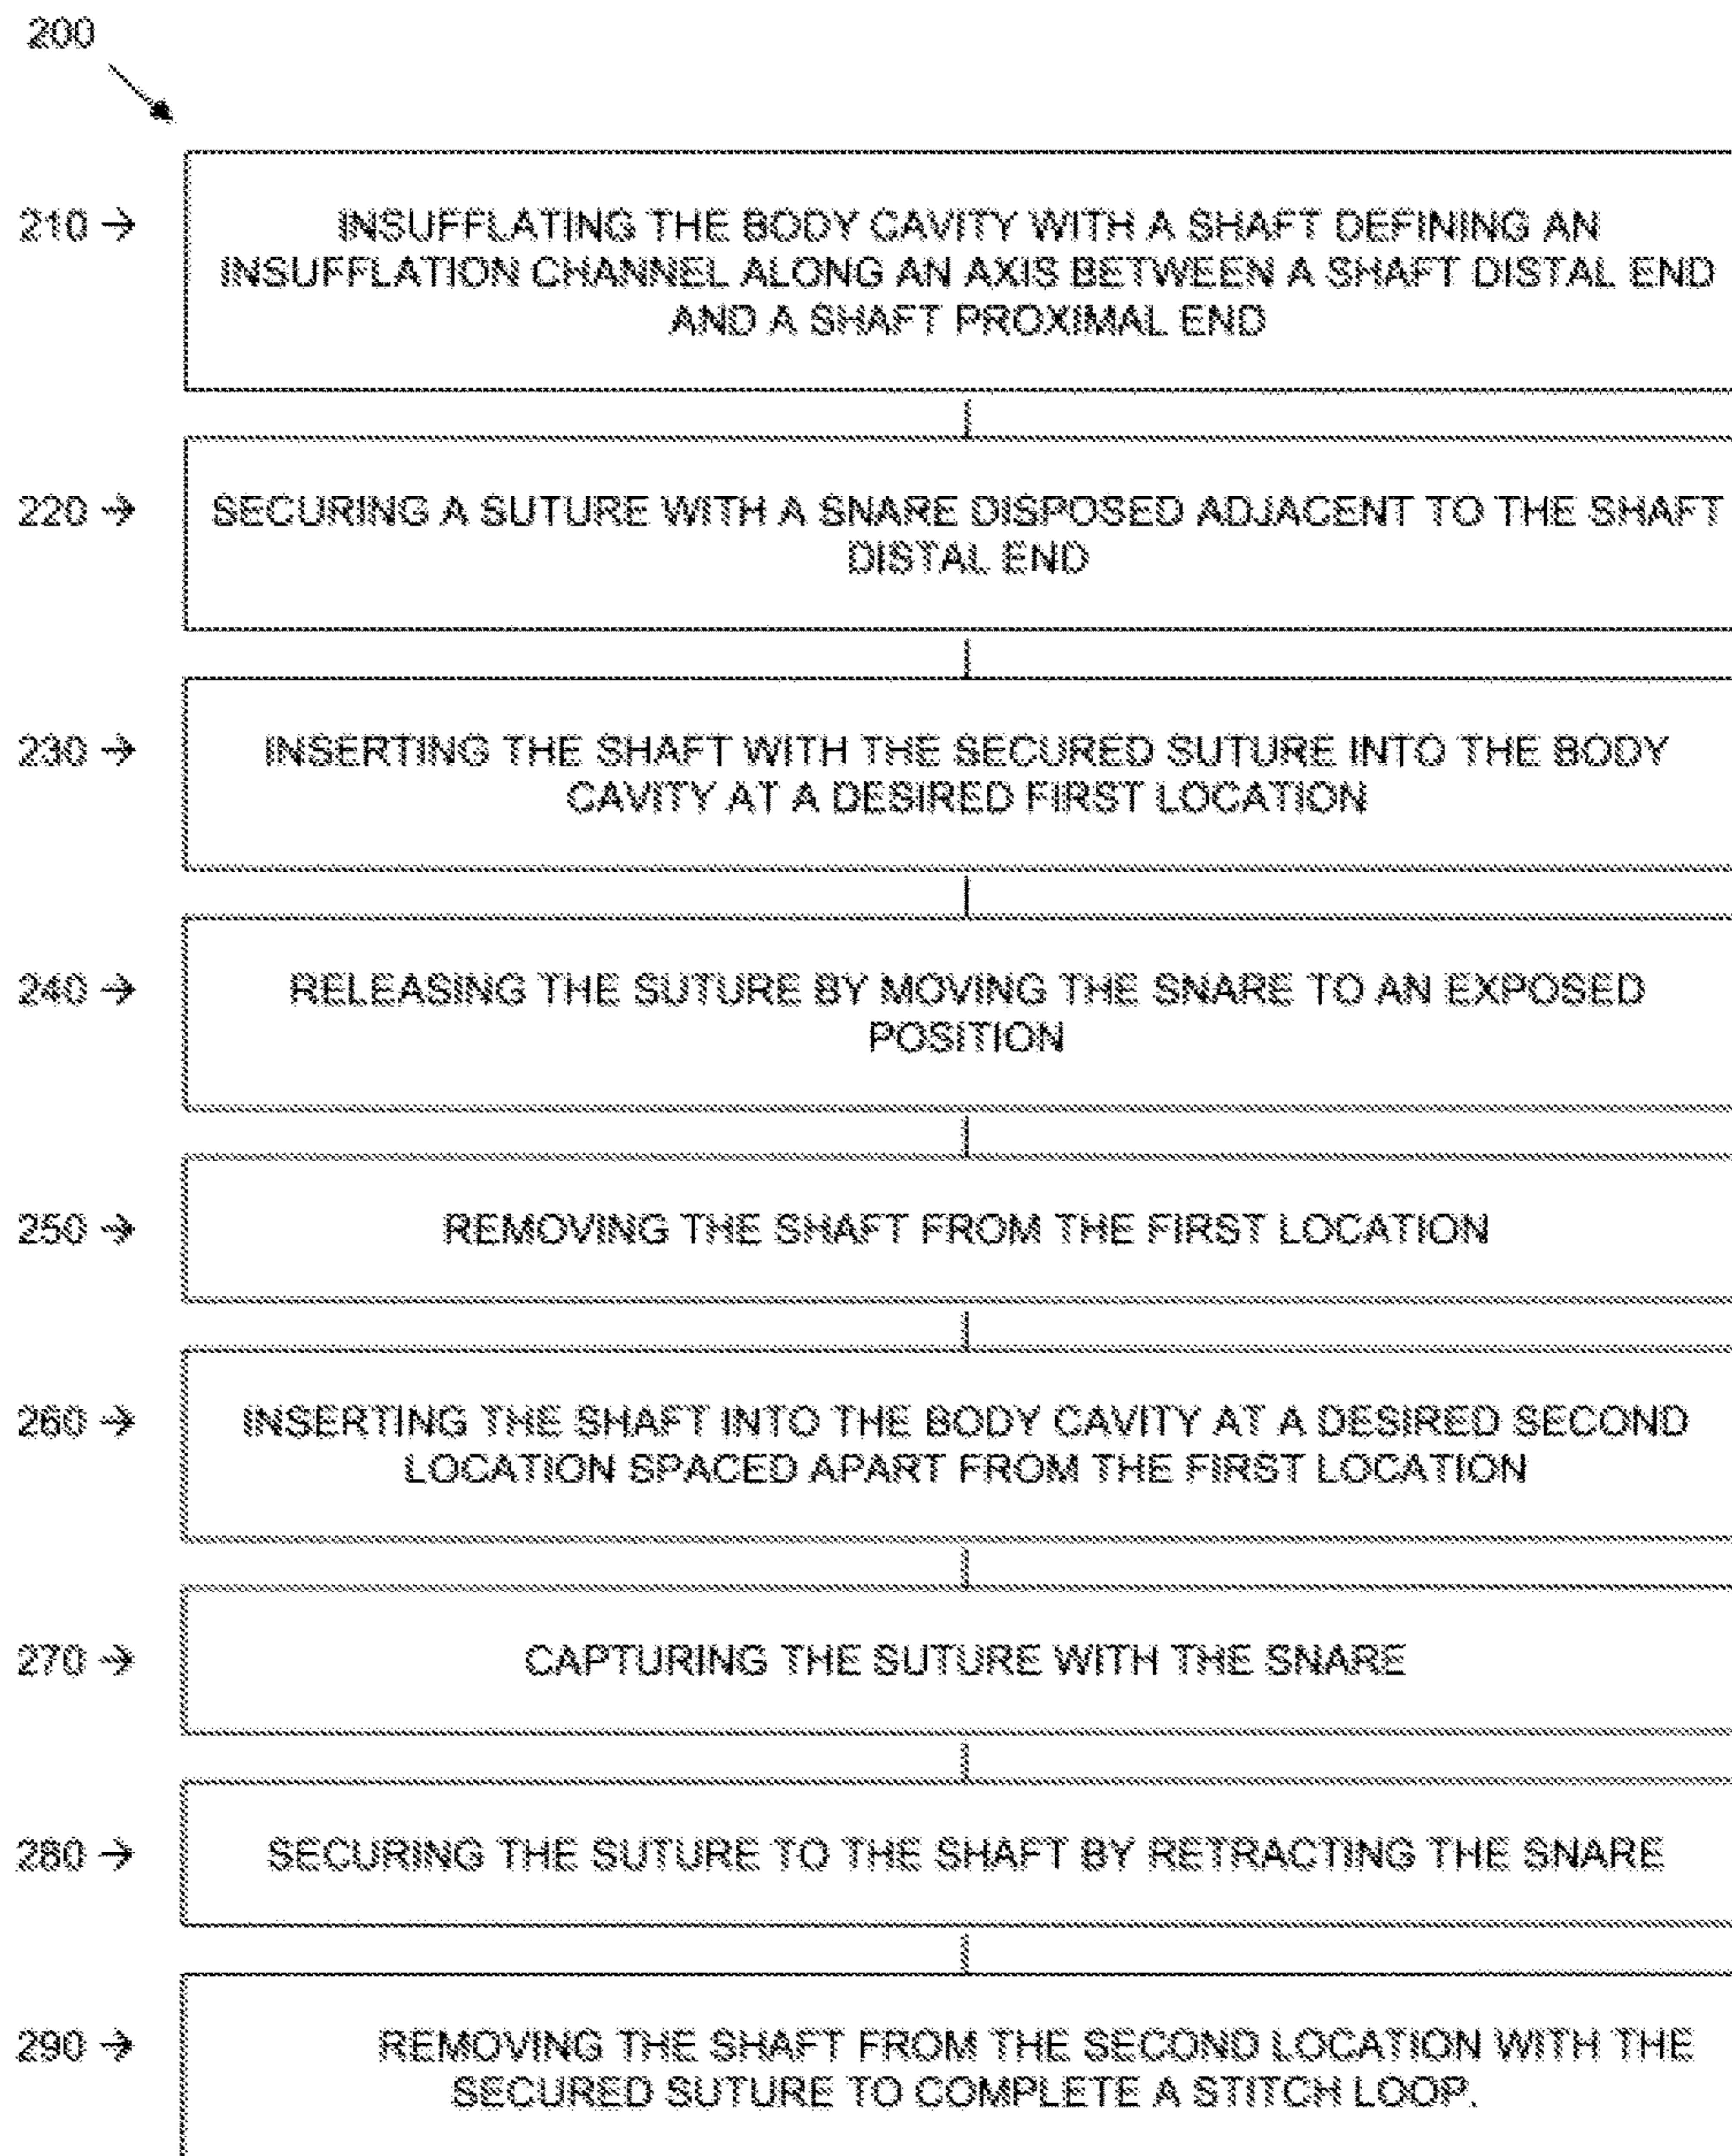 200
210 → INSUFFLATING THE BODY CAVITY WITH A SHAFT DEFINING AN
INSUFFLATION CHANNEL ALONG AN AXIS BETWEEN A SHAFT DISTAL END
AND A SHAFT PROXIMAL END
220 → SECURING A SUTURE WITH A SNARE DISPOSED ADJACENT TO THE SHAFT
DISTAL END
230 → INSERTING THE SHAFT WITH THE SECURED SUTURE INTO THE BODY
CAVITY AT A DESIRED FIRST LOCATION
240 → RELEASING THE SUTURE BY MOVING THE SNARE TO AN EXPOSED
POSITION
250 → REMOVING THE SHAFT FROM THE FIRST LOCATION
260 → INSERTING THE SHAFT INTO THE BODY CAVITY AT A DESIRED SECOND
LOCATION SPACED APART FROM THE FIRST LOCATION
270 → CAPTURING THE SUTURE WITH THE SNARE
280 → SECURING THE SUTURE TO THE SHAFT BY RETRACTING THE SNARE
290 → REMOVING THE SHAFT FROM THE SECOND LOCATION WITH THE
SECURED SUTURE TO COMPLETE A STITCH LOOP.